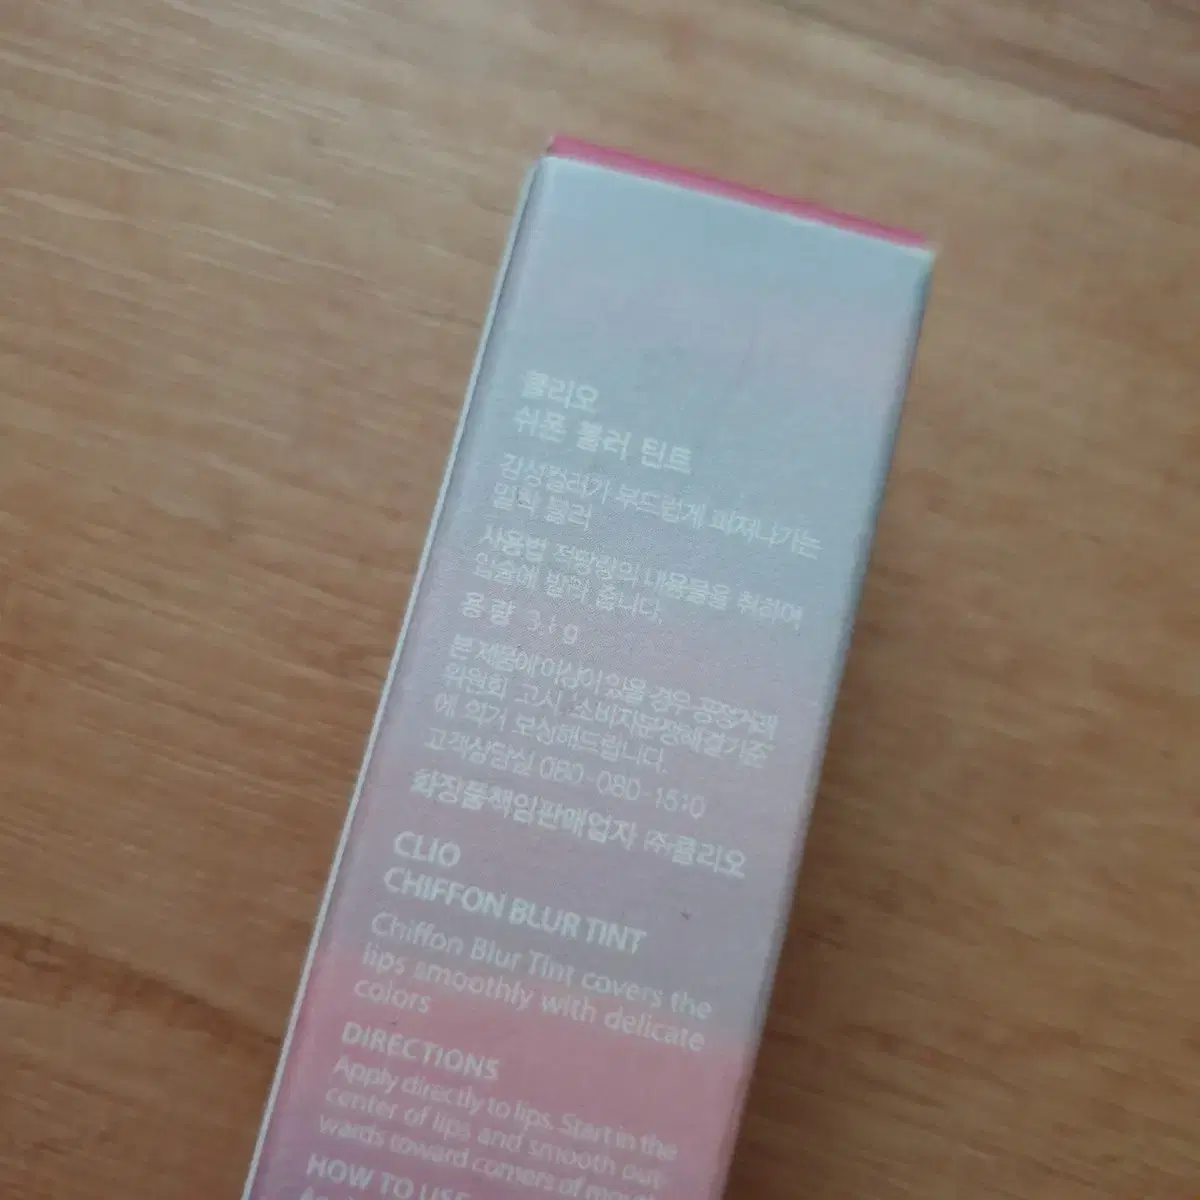 클리오
쉬폰 블러 틴트
감성컬러가 부드럽게 퍼져나가는
밀착 블러
사용법 적당량의 내용물을 취하여
입술에 발라 줍니다.
용량 3.1 g
본 제품에 이상이 있을 경우 공정거래
위원회 고시 소비자분쟁해결기준
에 의거 보상해드립니다.
고객상담실 080-080-1510
화장품책임판매업자 ㈜클리오
CLIO
CHIFFON BLUR TINT
Chiffon Blur Tint covers the
lips smoothly with delicate
colors
DIRECTIONS
Apply directly to lips. Start in the
center of lips and smooth out-
wards toward corners of mouth
HOW TO USE